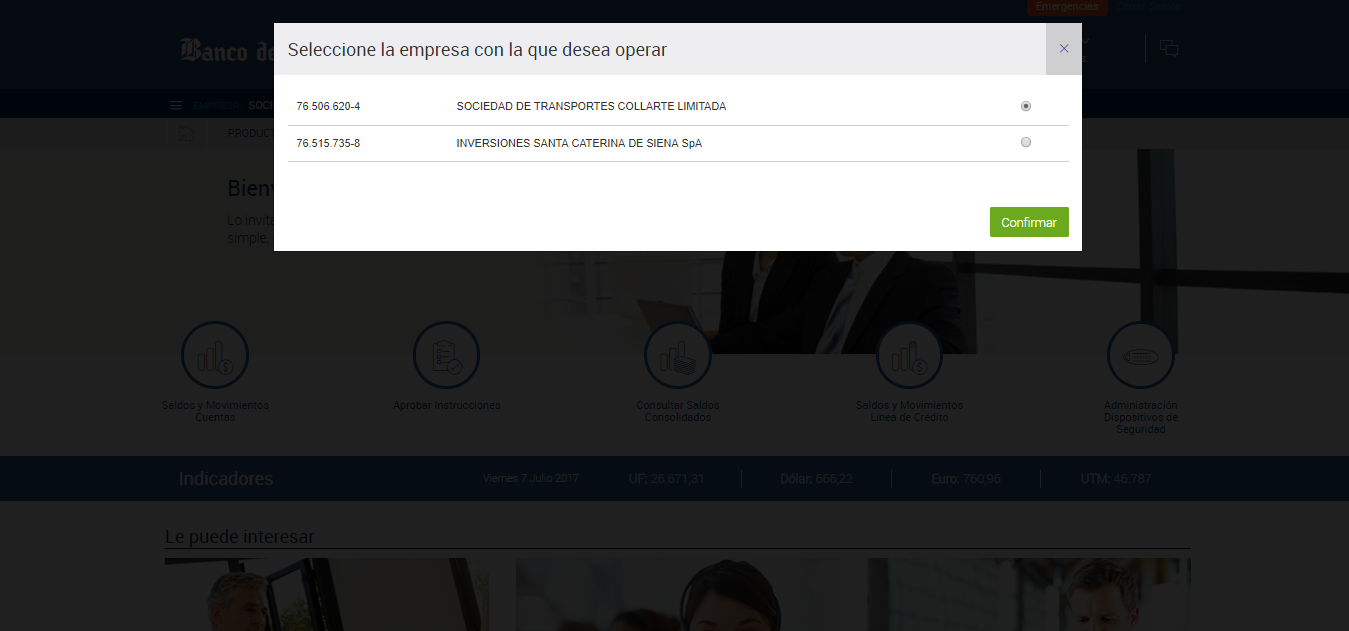 Emergencias
Cerrar Sesión
Seleccione la empresa con la que desea operar
×
Banco de
76.506.620-4 SOCIEDAD DE TRANSPORTES COLLARTE LIMITADA
EMPRESA: SOCI
76.515.735-8 INVERSIONES SANTA CATERINA DE SIENA SpA
PRODUCT
Bien
Lo invita
simple,
Confirmar
Saldos y Movimientos
Cuentas
Aprobar Instrucciones
Consultar Saldos
Consolidados
Saldos y Movimientos
Línea de Crédito
Administración
Dispositivos de
Seguridad
Indicadores
Viernes 7 Julio 2017
UF: 26.671,31
Dólar: 666,22
Euro: 760,96
UTM: 46.787
Le puede interesar